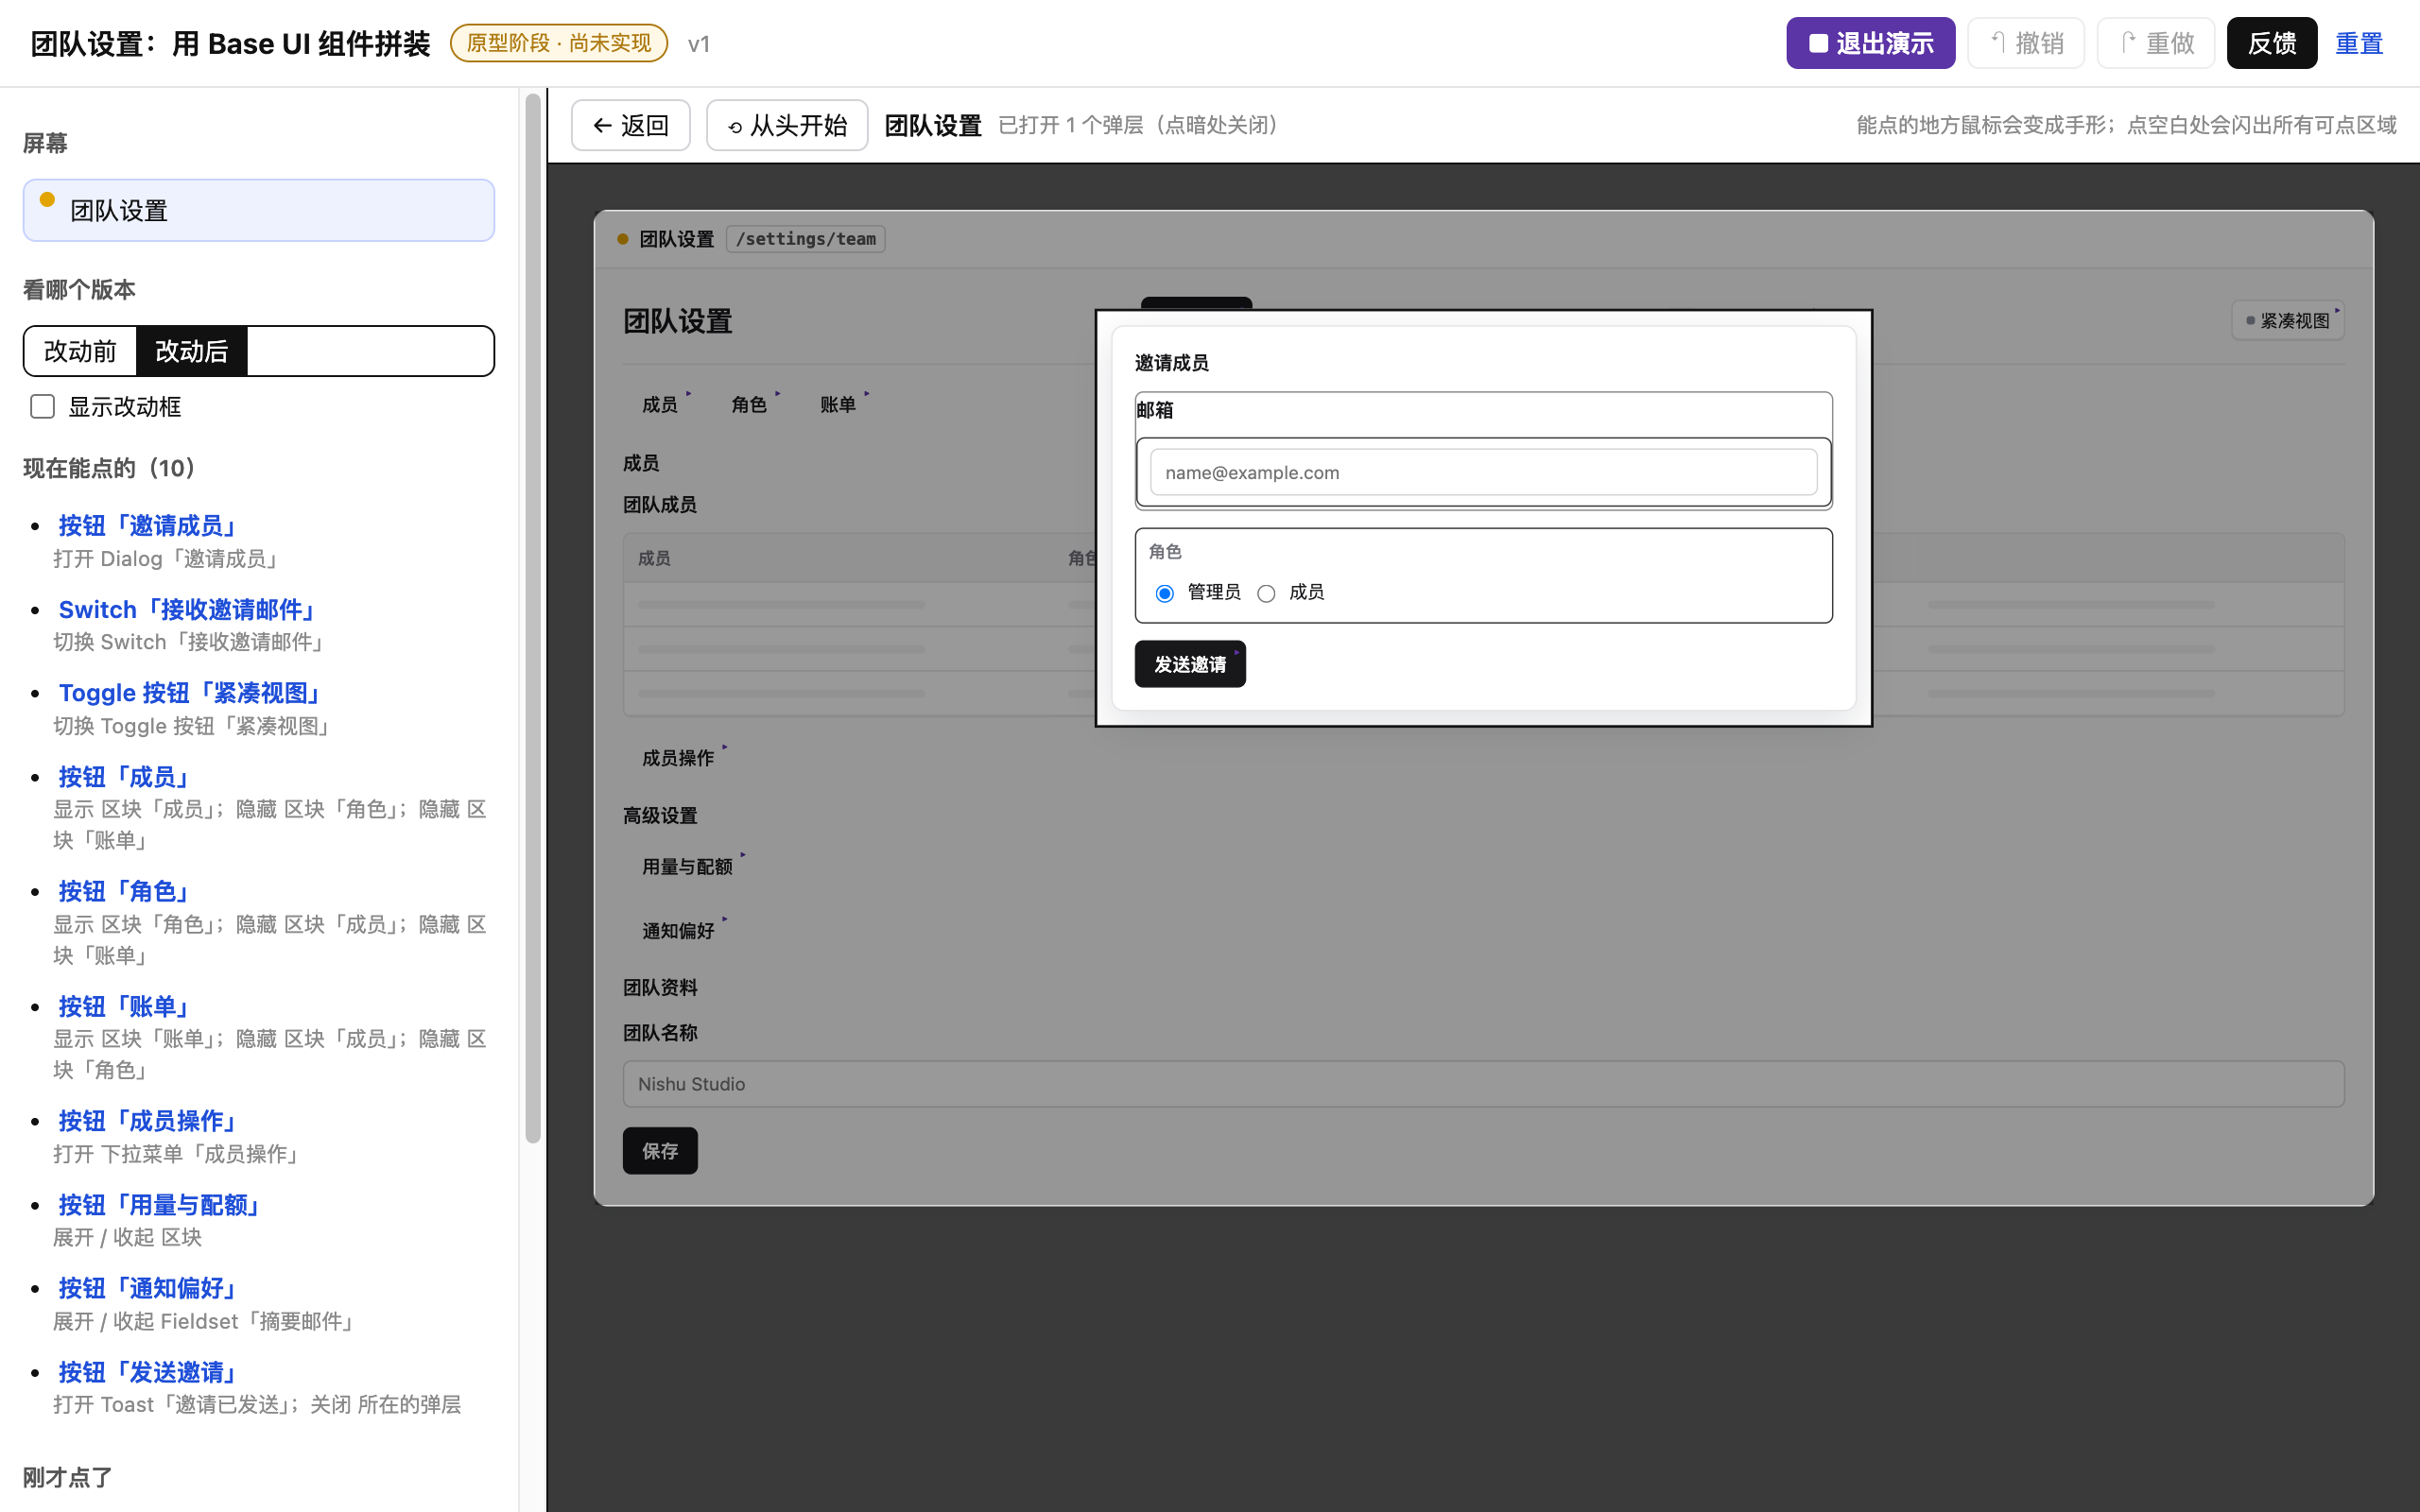 团队设置：用 Base UI 组件拼装
原型阶段 · 尚未实现
v1
退出演示
撤销
重做
反馈
重置
屏幕
团队设置
看哪个版本
改动前
改动后
显示改动框
现在能点的（10）
按钮「邀请成员」
打开 Dialog「邀请成员」
Switch「接收邀请邮件」
切换 Switch「接收邀请邮件」
Toggle 按钮「紧凑视图」
切换 Toggle 按钮「紧凑视图」
按钮「成员」
显示 区块「成员」；隐藏 区块「角色」；隐藏 区
块「账单」
按钮「角色」
显示 区块「角色」；隐藏 区块「成员」；隐藏 区
块「账单」
按钮「账单」
显示 区块「账单」；隐藏 区块「成员」；隐藏 区
块「角色」
按钮「成员操作」
打开 下拉菜单「成员操作」
按钮「用量与配额」
展开 / 收起 区块
按钮「通知偏好」
展开 / 收起 Fieldset「摘要邮件」
按钮「发送邀请」
打开 Toast「邀请已发送」；关闭 所在的弹层
刚才点了
← 返回
⟲ 从头开始
团队设置
已打开 1 个弹层（点暗处关闭）
能点的地方鼠标会变成手形；点空白处会闪出所有可点区域
团队设置
/settings/team
团队设置
紧凑视图
成员
角色
账单
成员
团队成员
成员
角色
成员操作
高级设置
用量与配额
通知偏好
团队资料
团队名称
Nishu Studio
保存
邀请成员
邮箱
name@example.com
角色
管理员
成员
发送邀请